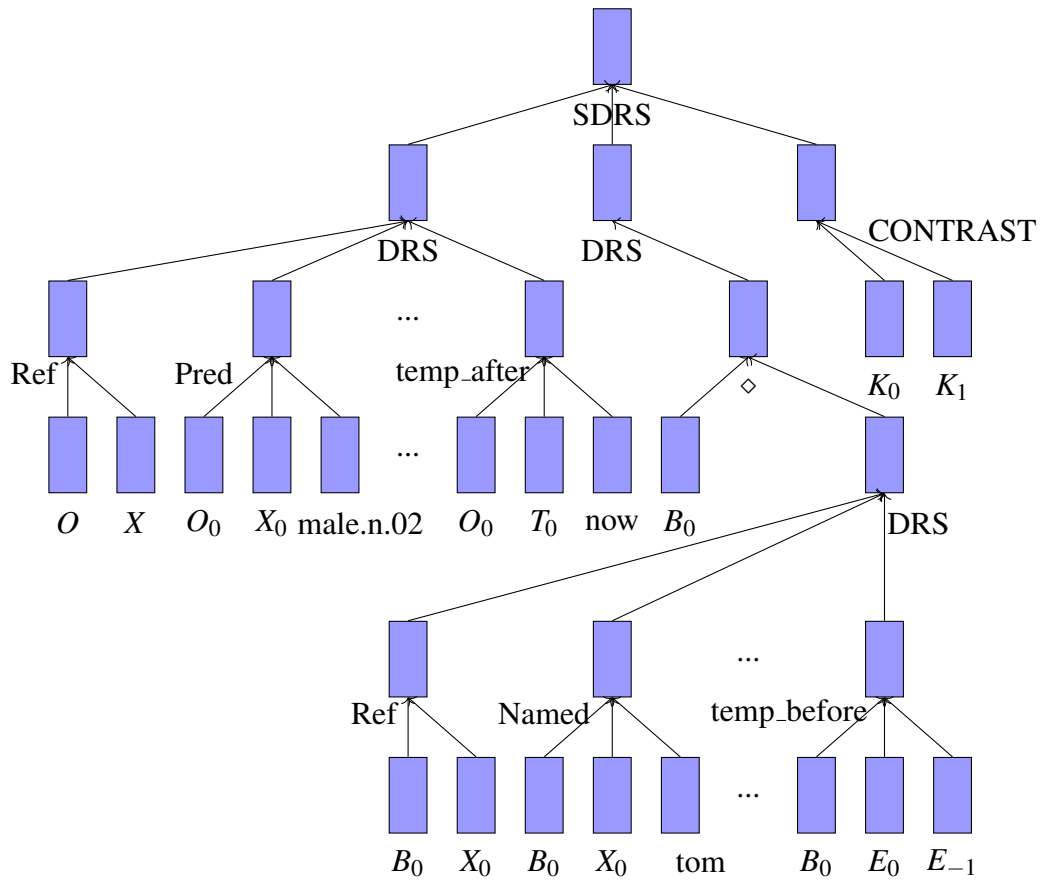 SDRS
CONTRAST
DRS DRS
...
Ref Pred temp_after ◇ K₀ K₁
...
O X O₀ X₀ male.n.02 O₀ T₀ now B₀
DRS
...
Ref Named temp_before
...
B₀ X₀ B₀ X₀ tom B₀ E₀ E₋₁